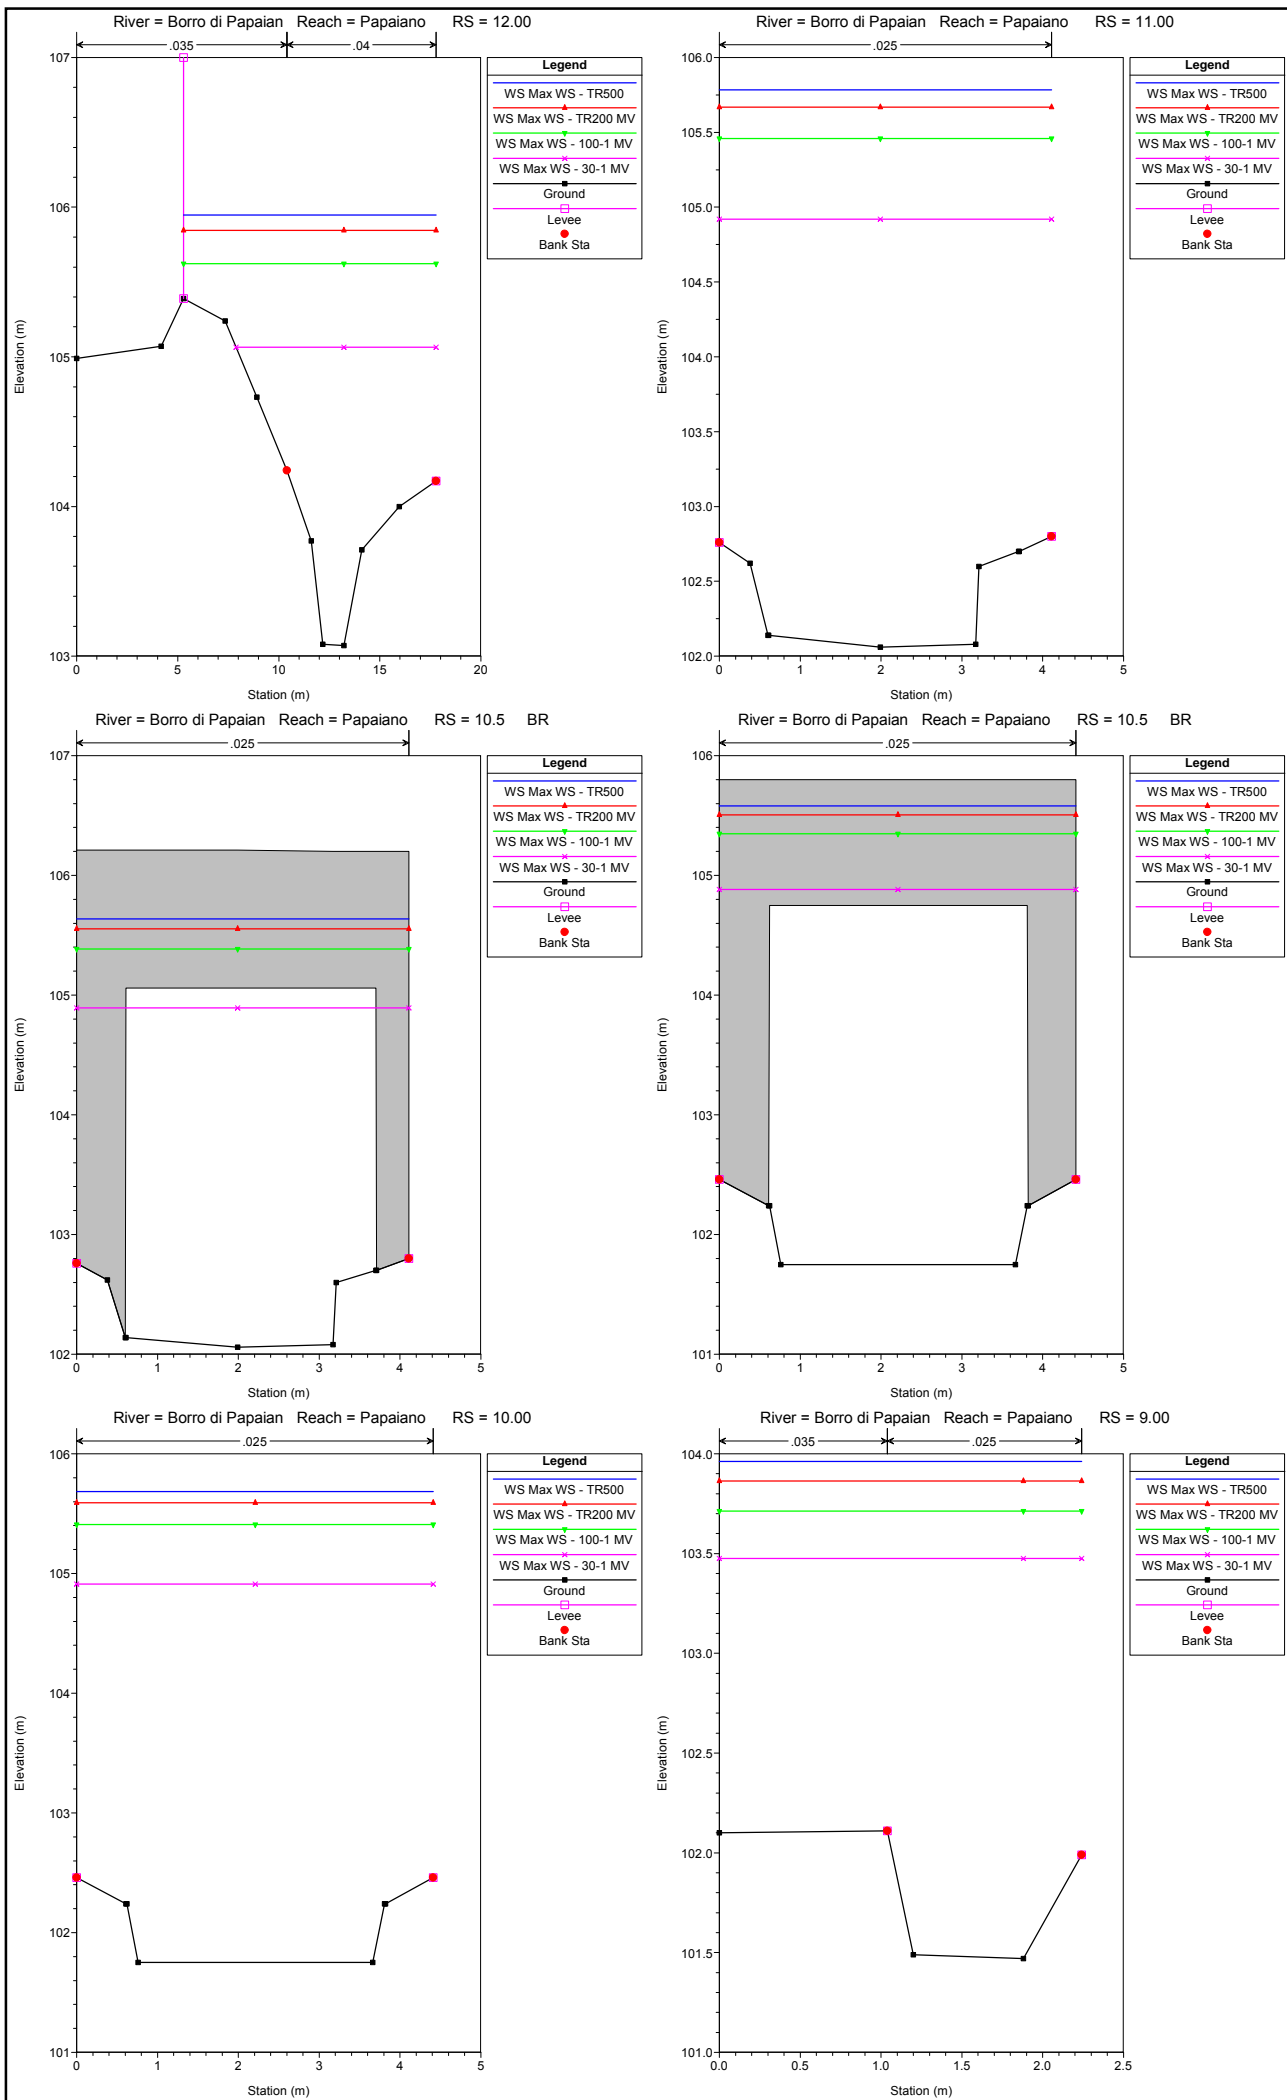 River = Borro di Papaian Reach = Papaiano RS = 12.00
.035 .04
107
106
105
104
103
0 5 10 15 20
Elevation (m)
Station (m)
Legend
WS Max WS - TR500
WS Max WS - TR200 MV
WS Max WS - 100-1 MV
WS Max WS - 30-1 MV
Ground
Levee
Bank Sta
River = Borro di Papaian Reach = Papaiano RS = 11.00
.025
106.0
105.5
105.0
104.5
104.0
103.5
103.0
102.5
102.0
0 1 2 3 4 5
Elevation (m)
Station (m)
Legend
WS Max WS - TR500
WS Max WS - TR200 MV
WS Max WS - 100-1 MV
WS Max WS - 30-1 MV
Ground
Levee
Bank Sta
River = Borro di Papaian Reach = Papaiano RS = 10.5 BR
.025
107
106
105
104
103
102
0 1 2 3 4 5
Elevation (m)
Station (m)
Legend
WS Max WS - TR500
WS Max WS - TR200 MV
WS Max WS - 100-1 MV
WS Max WS - 30-1 MV
Ground
Levee
Bank Sta
River = Borro di Papaian Reach = Papaiano RS = 10.5 BR
.025
106
105
104
103
102
101
0 1 2 3 4 5
Elevation (m)
Station (m)
Legend
WS Max WS - TR500
WS Max WS - TR200 MV
WS Max WS - 100-1 MV
WS Max WS - 30-1 MV
Ground
Levee
Bank Sta
River = Borro di Papaian Reach = Papaiano RS = 10.00
.025
106
105
104
103
102
101
0 1 2 3 4 5
Elevation (m)
Station (m)
Legend
WS Max WS - TR500
WS Max WS - TR200 MV
WS Max WS - 100-1 MV
WS Max WS - 30-1 MV
Ground
Levee
Bank Sta
River = Borro di Papaian Reach = Papaiano RS = 9.00
.035 .025
104.0
103.5
103.0
102.5
102.0
101.5
101.0
0.0 0.5 1.0 1.5 2.0 2.5
Elevation (m)
Station (m)
Legend
WS Max WS - TR500
WS Max WS - TR200 MV
WS Max WS - 100-1 MV
WS Max WS - 30-1 MV
Ground
Levee
Bank Sta